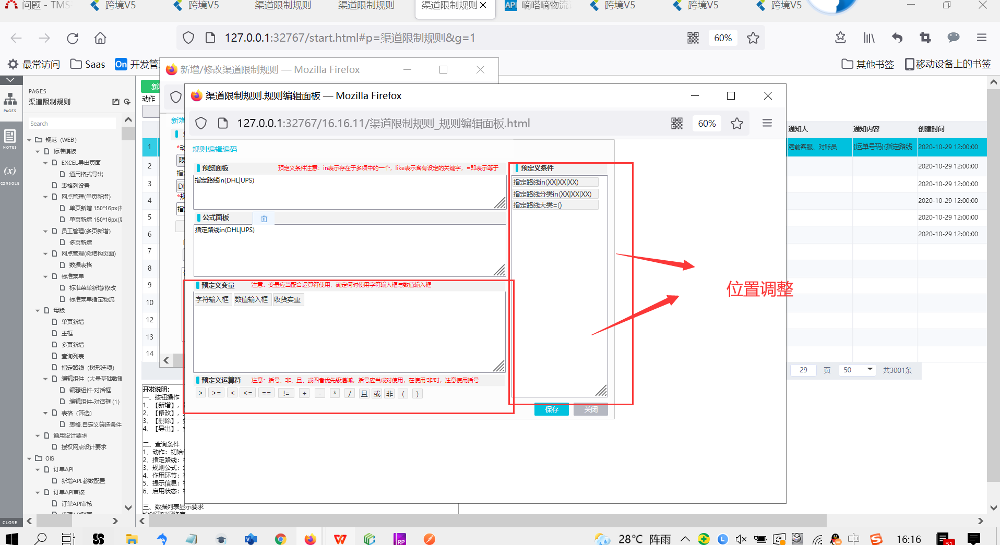 问题 - TMS
跨境V5
跨境V5
渠道限制规则
渠道限制规则
渠道限制规则
API
嘀嗒嘀物流
跨境V5
跨境V5
跨境V5
127.0.0.1:32767/start.html#p=渠道限制规则&g=1
60%
最常访问
Saas
On
其他书签
移动设备上的书签
新增/修改渠道限制规则 — Mozilla Firefox
渠道限制规则.规则编辑面板 — Mozilla Firefox
127.0.0.1:32767/16.16.11/渠道限制规则_规则编辑面板.html
60%
PAGES
渠道限制规则
PAGES
NOTES
(x)
CONSOLE
CLOSE
Search
规范（WEB）
标准模板
EXCEL导出页面
通用格式导出
表格列设置
网点管理(单页新增)
单页新增 150*16px
单页新增 150*16px
员工管理(多页新增)
多页新增
网点管理(树结构页面)
数据表格
标准菜单
标准菜单新增/修改
标准菜单指定物流
母版
单页新增
主框
多页新增
查询列表
指定路线（树形选项)
编辑组件（大量基础数据
编辑组件-对话框
编辑组件-对话框 (1)
表格（筛选）
表格.自定义筛选条件
通用设计要求
授权网点设计要求
OIS
订单API
新增API.参数配置
订单API审核
订单API审核
动作
新增
1
2
3
4
5
6
7
8
9
10
12
13
14
规则编辑编码
预览面板
预定义条件注意：in表示存在于多项中的一个，like表示含有设定的关键字，=即表示等于
指定路线in(DHL|UPS)
公式面板
指定路线in(DHL|UPS)
预定义变量
注意：变量应当配合运算符使用，确定何时使用字符输入框与数值输入框
字符输入框 数值输入框 收货实重
预定义运算符
注意：括号、非、且、或四者优先级递减，括号应当成对使用，在使用'非'时，注意使用括号
> >= < <= == != + - * / 且 或 非 ( )
预定义条件
指定路线in(XX|XX|XX)
指定路线分类in(XX|XX|XX)
指定路线大类=()
保存
关闭
位置调整
通知人
通知内容
创建时间
港前客服、对账员
{运单号码}{指定路线
2020-10-29 12:00:00
2020-10-29 12:00:00
2020-10-29 12:00:00
2020-10-29 12:00:00
2020-10-29 12:00:00
2020-10-29 12:00:00
29
页
50
共3001条
开发说明:
一、按钮操作
1、【新增】,
2、【修改】,
3、【删除】,
4、【导出】,
二、查询条件
1、动作：初始
2、指定路线：
3、规则公式：
4、作用环节：
5、提示信息：
6、启用状态：
三、数据列表显示要求
28°C 阵雨
中
16:16
51